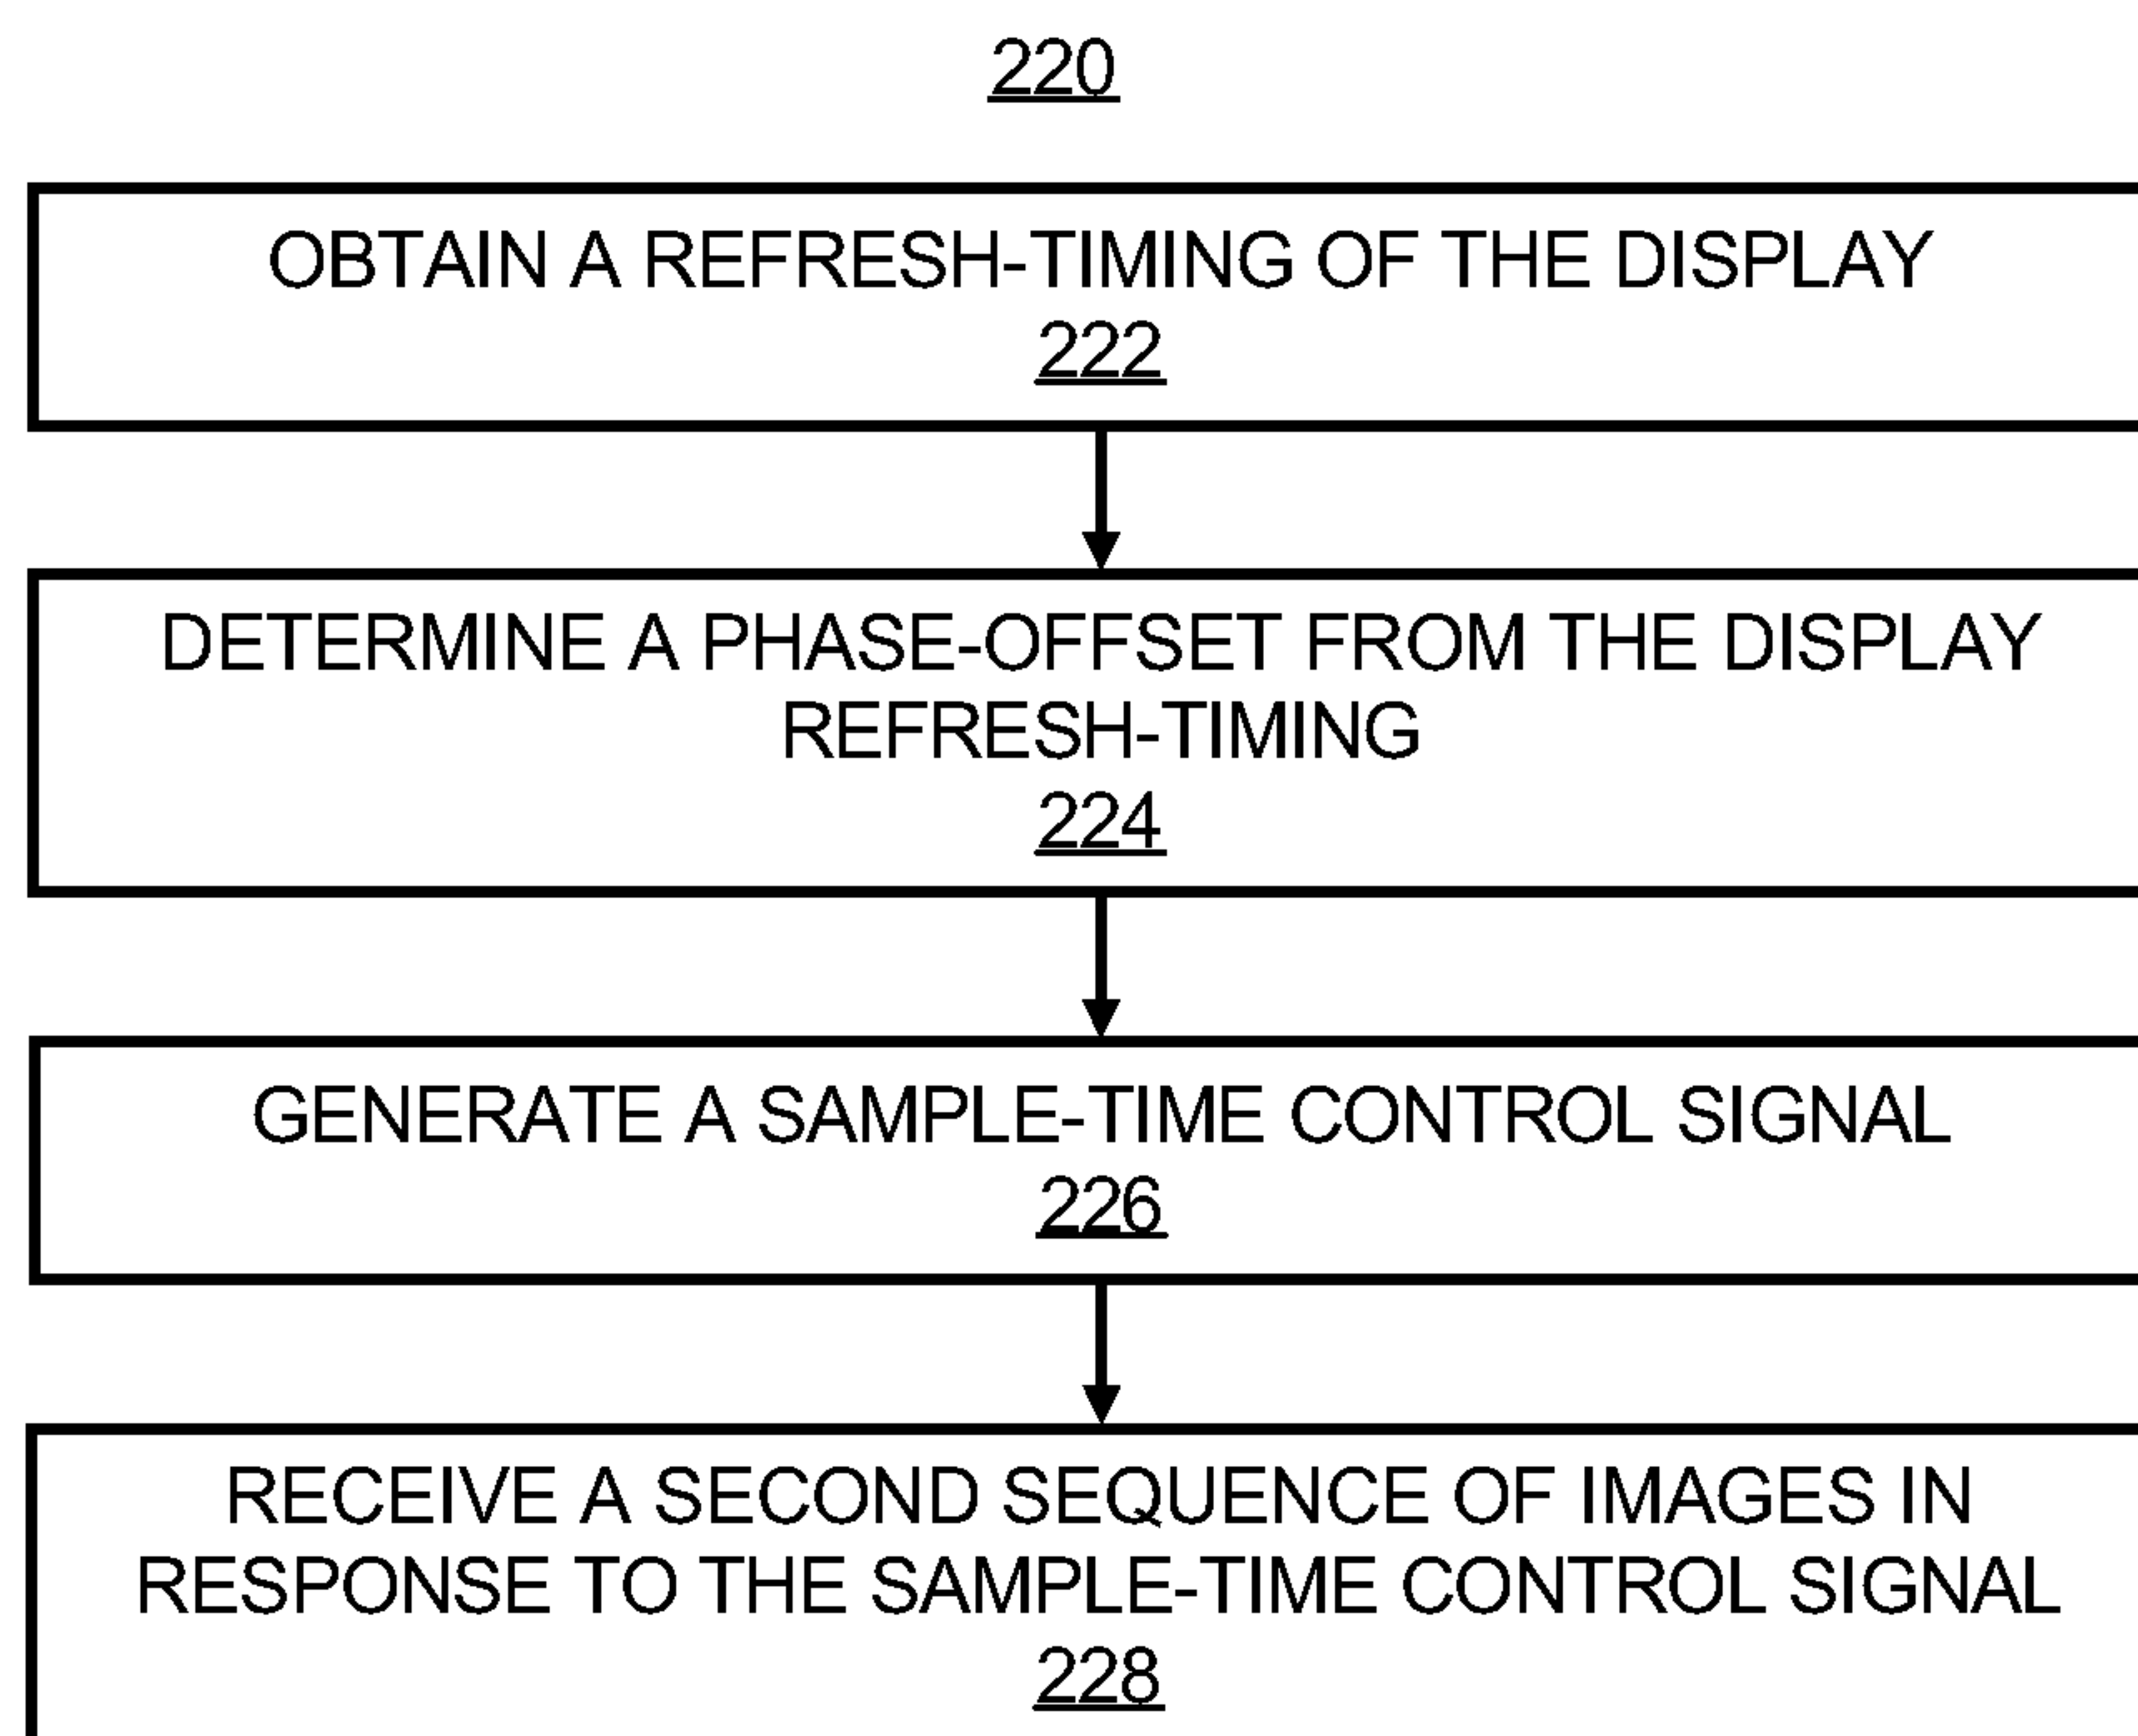 220
OBTAIN A REFRESH-TIMING OF THE DISPLAY
222
DETERMINE A PHASE-OFFSET FROM THE DISPLAY
REFRESH-TIMING
224
GENERATE A SAMPLE-TIME CONTROL SIGNAL
226
RECEIVE A SECOND SEQUENCE OF IMAGES IN
RESPONSE TO THE SAMPLE-TIME CONTROL SIGNAL
228